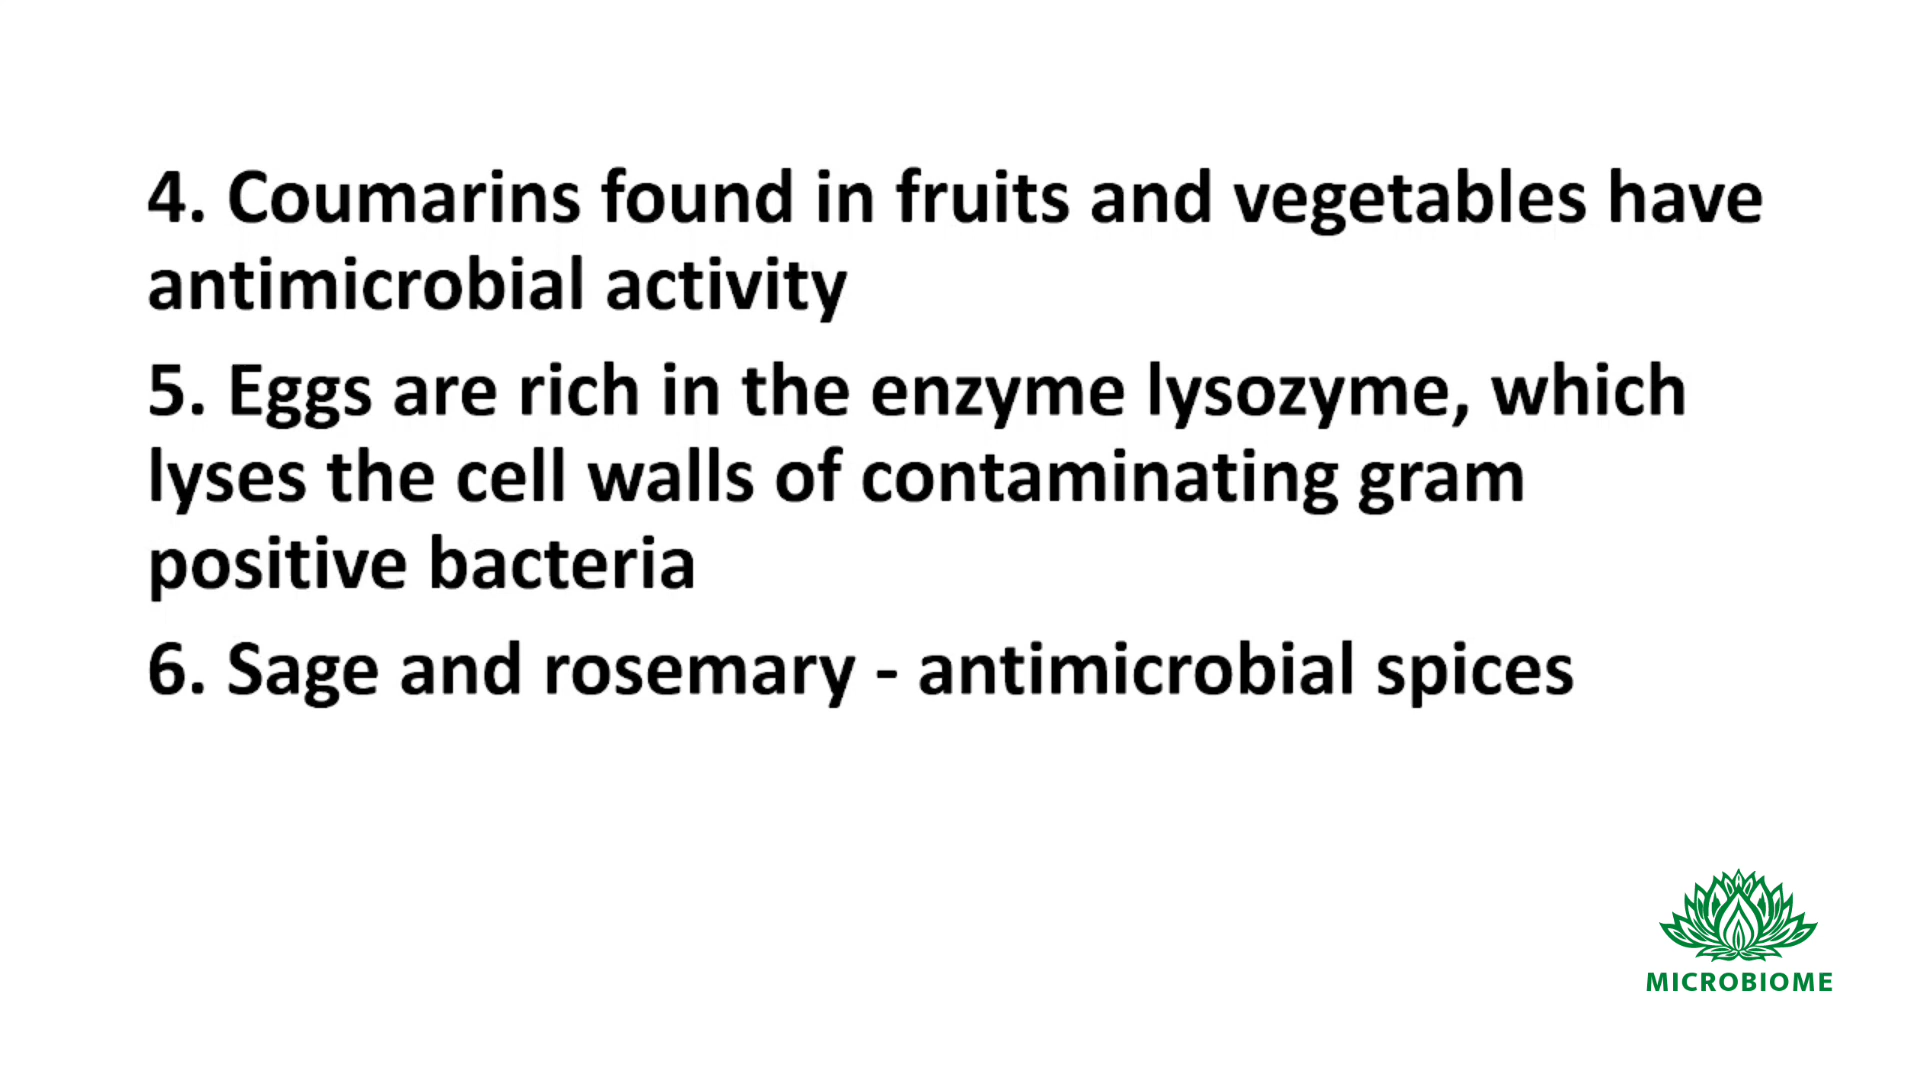 4. Coumarins found in fruits and vegetables have
antimicrobial activity
5. Eggs are rich in the enzyme lysozyme, which
lyses the cell walls of contaminating gram
positive bacteria
6. Sage and rosemary - antimicrobial spices
MICROBIOME